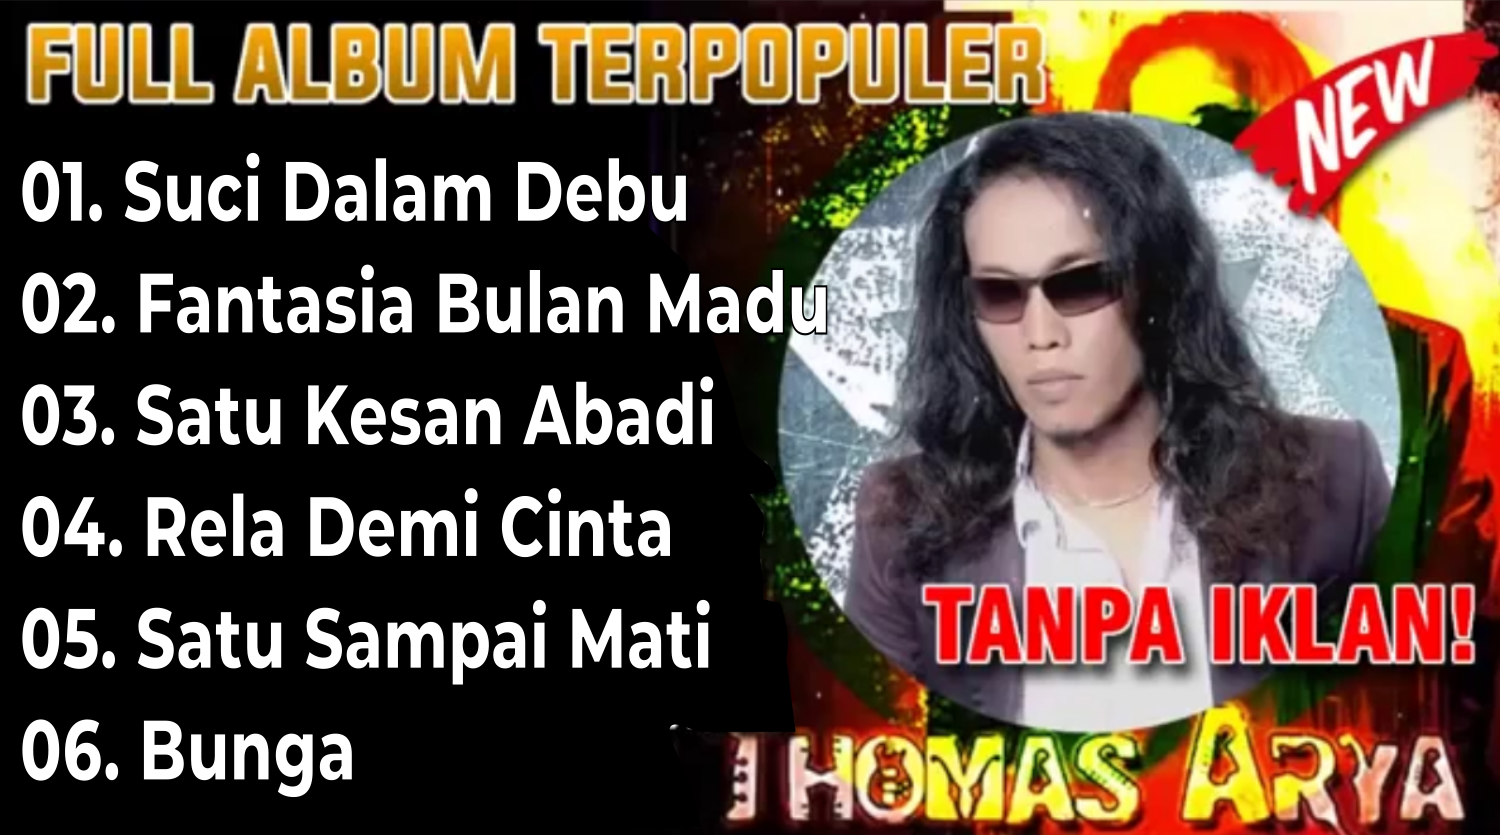 FULL ALBUM TERPOPULER
NEW
01. Suci Dalam Debu
02. Fantasia Bulan Madu
03. Satu Kesan Abadi
04. Rela Demi Cinta
05. Satu Sampai Mati
06. Bunga
TANPA IKLAN!
THOMAS ARYA